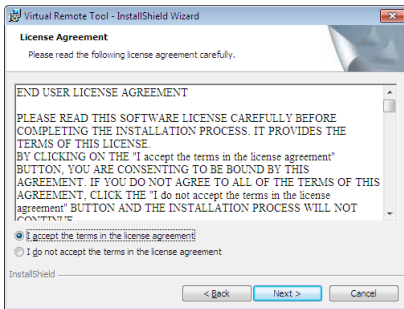 Virtual Remote Tool - InstallShield Wizard
License Agreement
Please read the following license agreement carefully.
END USER LICENSE AGREEMENT
PLEASE READ THIS SOFTWARE LICENSE CAREFULLY BEFORE
COMPLETING THE INSTALLATION PROCESS. IT PROVIDES THE
TERMS OF THIS LICENSE.
BY CLICKING ON THE "I accept the terms in the license agreement"
BUTTON, YOU ARE CONSENTING TO BE BOUND BY THIS
AGREEMENT. IF YOU DO NOT AGREE TO ALL OF THE TERMS OF THIS
AGREEMENT, CLICK THE "I do not accept the terms in the license
agreement" BUTTON AND THE INSTALLATION PROCESS WILL NOT
CONTINUE
I accept the terms in the license agreement
I do not accept the terms in the license agreement
InstallShield
< Back Next > Cancel